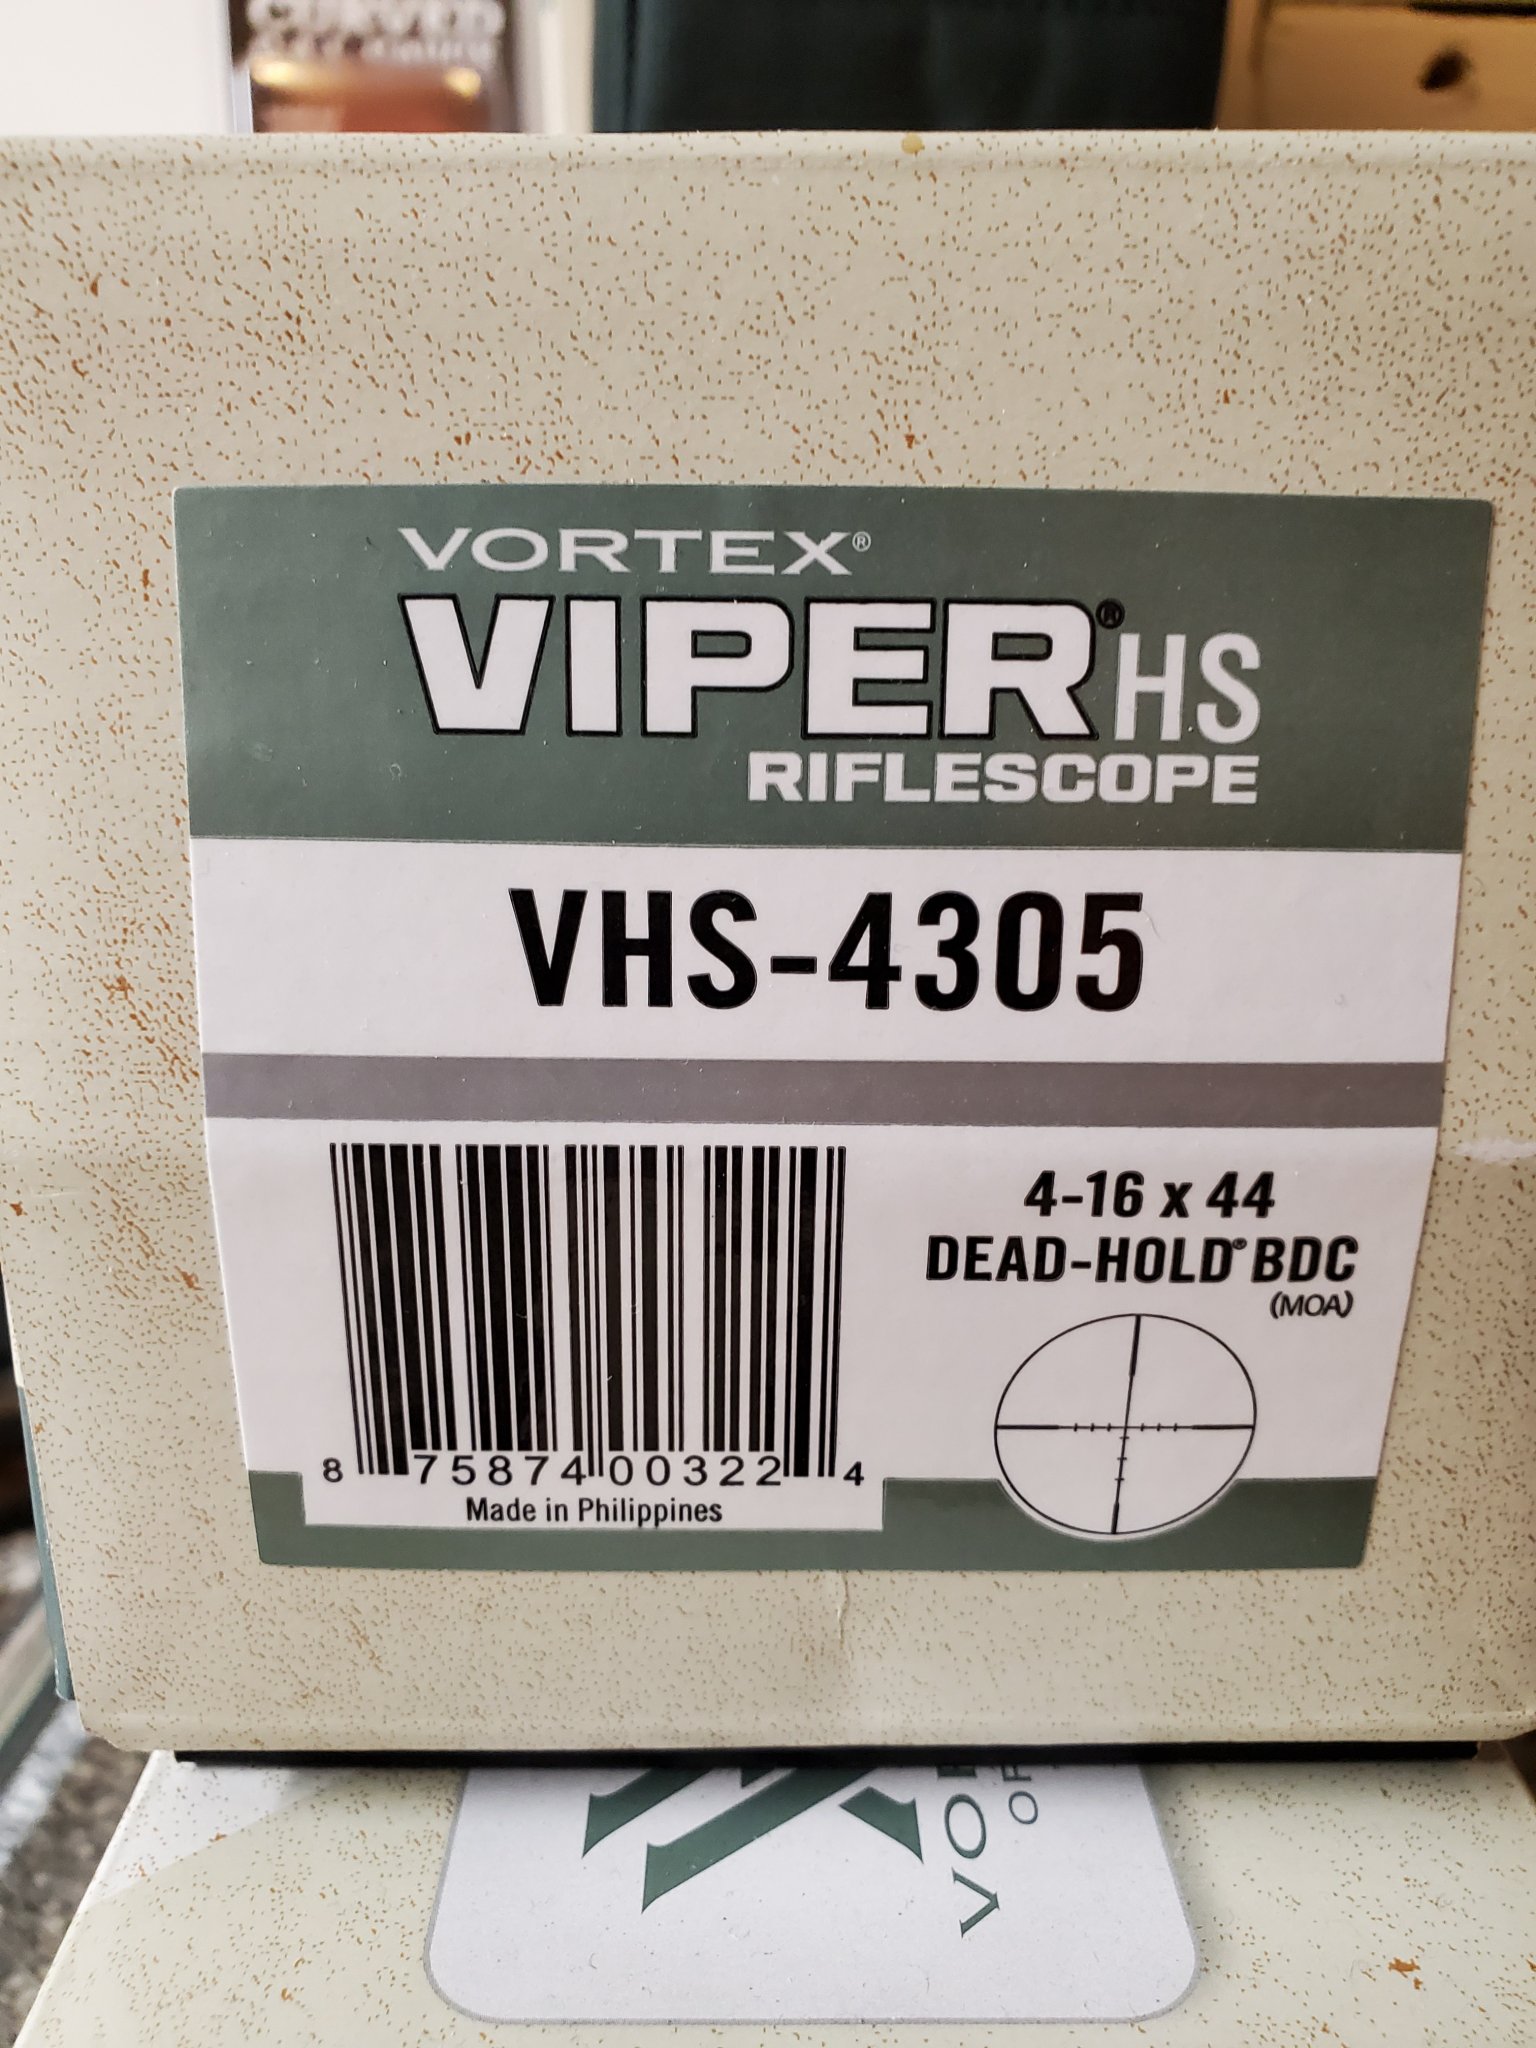 CURVED
VORTEX®
VIPER® HS
RIFLESCOPE
VHS-4305
4-16 x 44
DEAD-HOLD® BDC
(MOA)
8 75874 00322 4
Made in Philippines